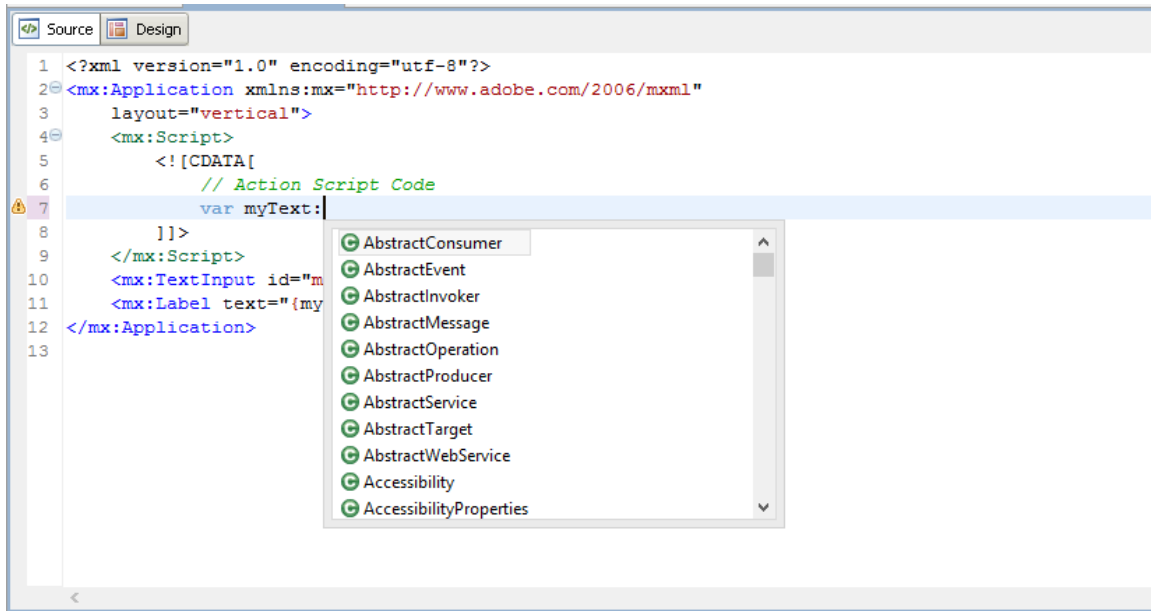 Source Design
1 <?xml version="1.0" encoding="utf-8"?>
2 <mx:Application xmlns:mx="http://www.adobe.com/2006/mxml"
3 layout="vertical">
4 <mx:Script>
5 <![CDATA[
6 // Action Script Code
7 var myText:
8 ]]>
9 </mx:Script>
10 <mx:TextInput id="m
11 <mx:Label text="{my
12 </mx:Application>
13
AbstractConsumer
AbstractEvent
AbstractInvoker
AbstractMessage
AbstractOperation
AbstractProducer
AbstractService
AbstractTarget
AbstractWebService
Accessibility
AccessibilityProperties